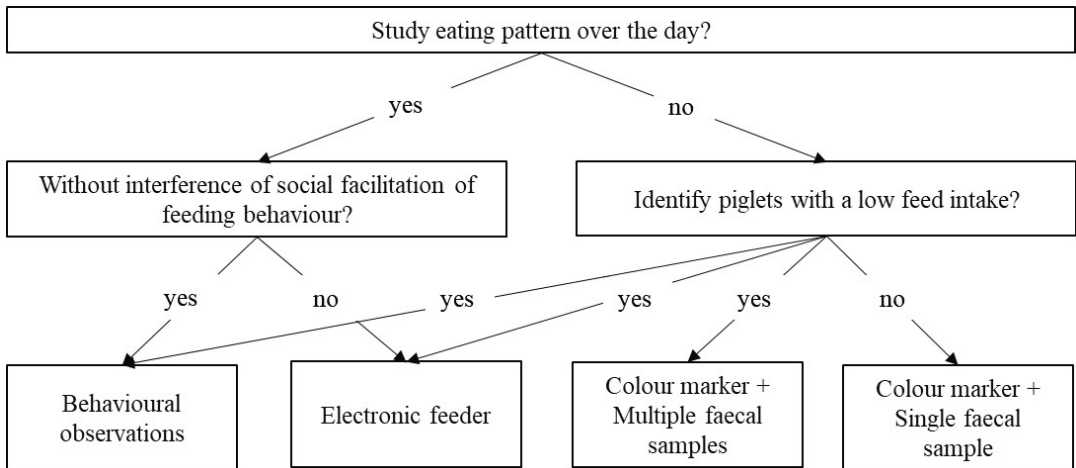 Study eating pattern over the day?
yes
no
Without interference of social facilitation of
feeding behaviour?
Identify piglets with a low feed intake?
yes
no
yes
yes
yes
no
Behavioural
observations
Electronic feeder
Colour marker +
Multiple faecal
samples
Colour marker +
Single faecal
sample